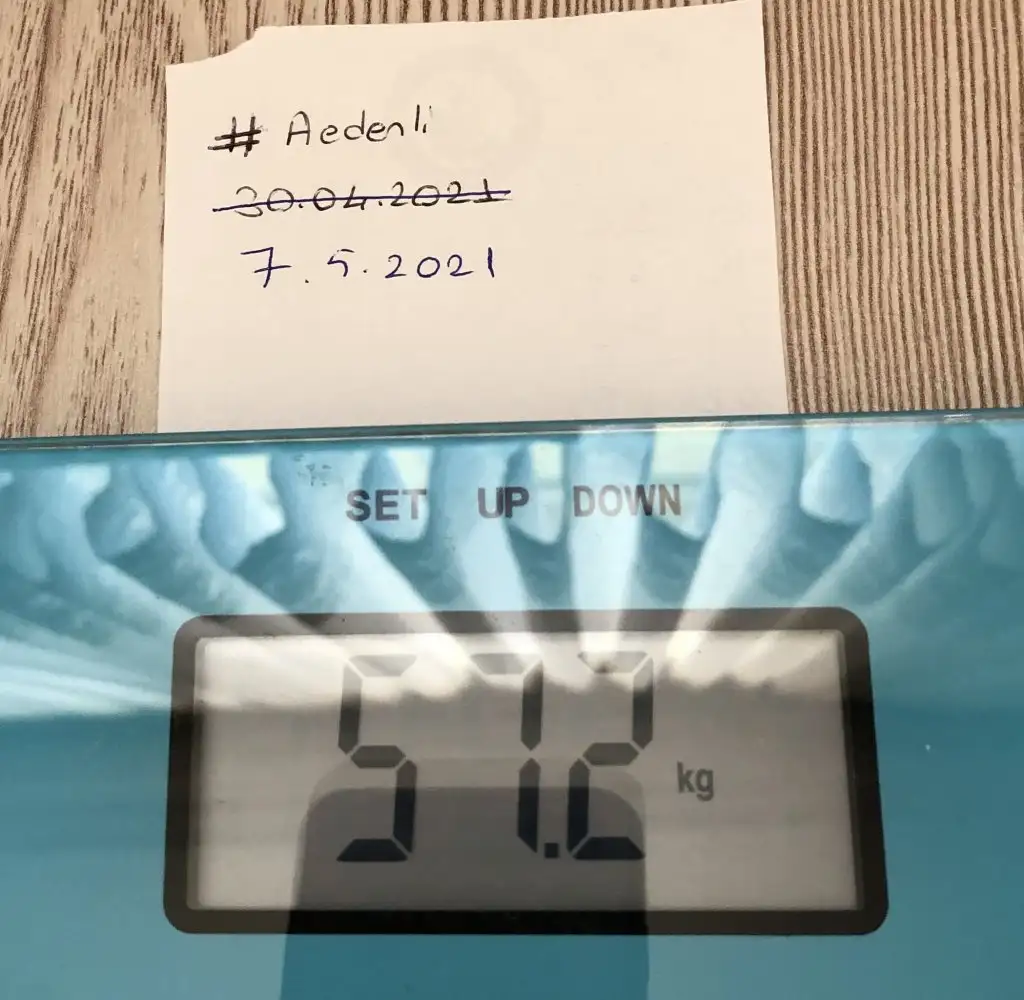 # Aedenli
30.04.2021
7.5.2021
SET UP DOWN
57.2 kg